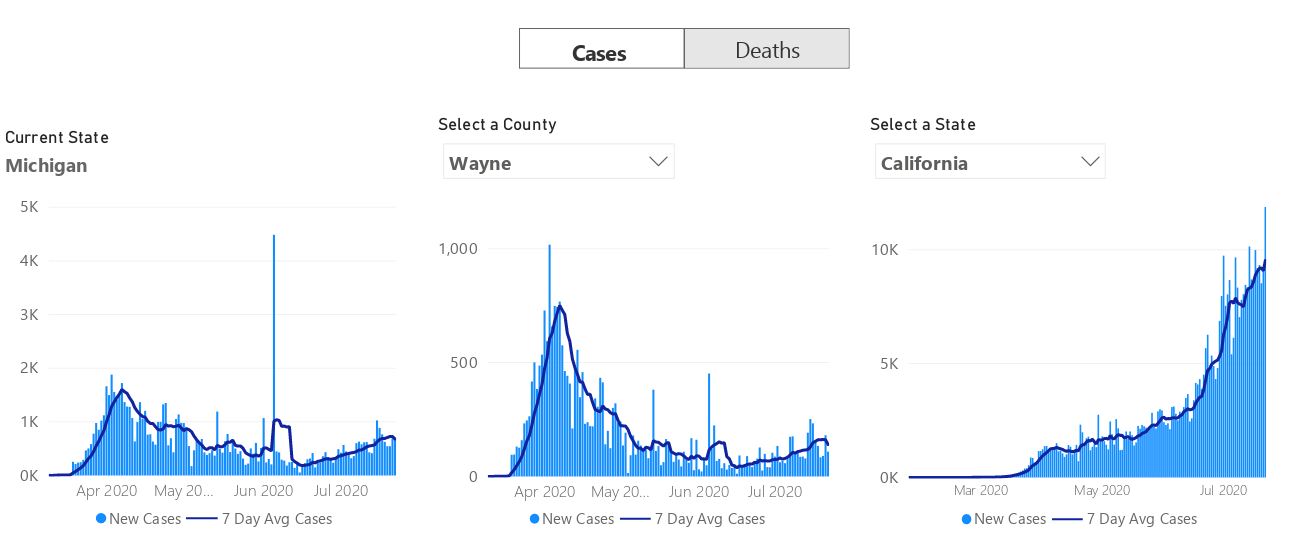 Cases
Deaths
Current State
Michigan
5K
4K
3K
2K
1K
0K
Apr 2020
May 20...
Jun 2020
Jul 2020
New Cases
7 Day Avg Cases
Select a County
Wayne
1,000
500
0
Apr 2020
May 20...
Jun 2020
Jul 2020
New Cases
7 Day Avg Cases
Select a State
California
10K
5K
0K
Mar 2020
May 2020
Jul 2020
New Cases
7 Day Avg Cases